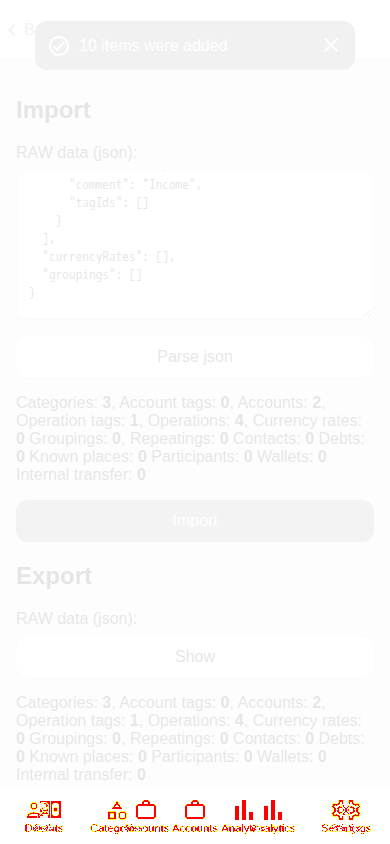 B
10 items were added
Import
RAW data (json):
"comment": "Income",
"tagIds": []
}
],
"currencyRates": [],
"groupings": []
}
Parse json
Categories: 3, Account tags: 0, Accounts: 2,
Operation tags: 1, Operations: 4, Currency rates:
0 Groupings: 0, Repeatings: 0 Contacts: 0 Debts:
0 Known places: 0 Participants: 0 Wallets: 0
Internal transfer: 0
Import
Export
RAW data (json):
Show
Categories: 3, Account tags: 0, Accounts: 2,
Operation tags: 1, Operations: 4, Currency rates:
0 Groupings: 0, Repeatings: 0 Contacts: 0 Debts:
0 Known places: 0 Participants: 0 Wallets: 0
Internal transfer: 0
Accounts